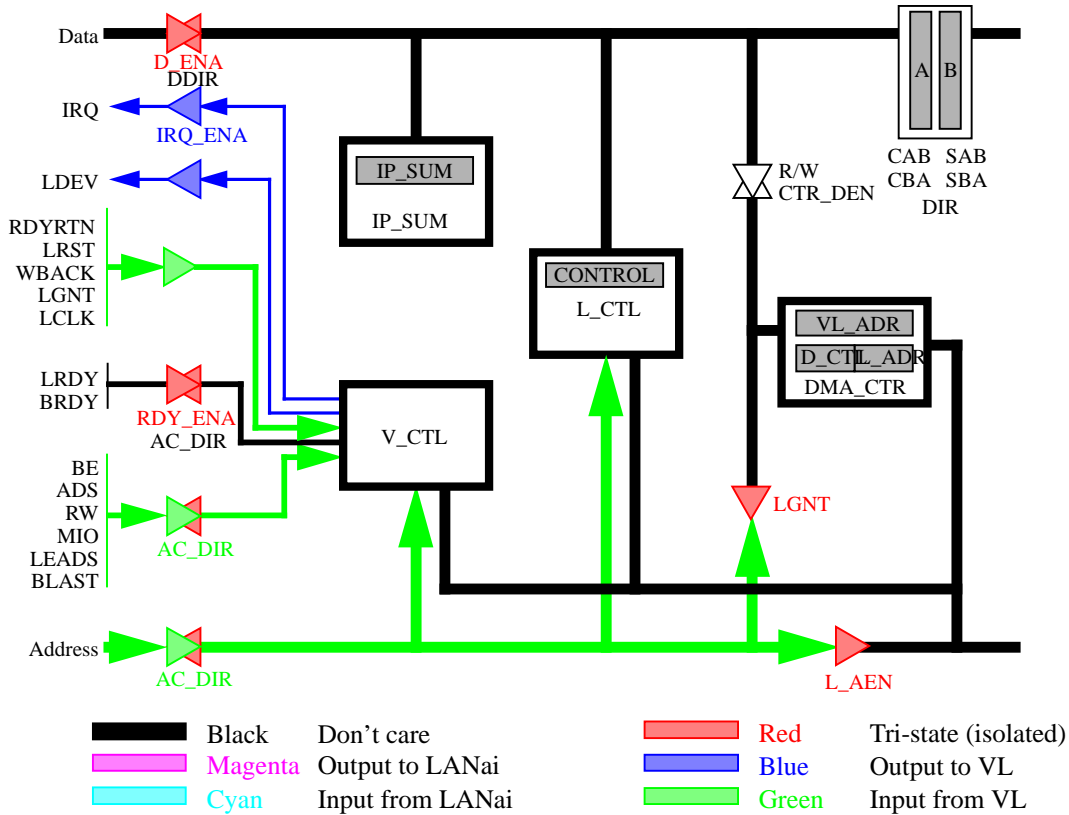 Data
D_ENA
DDIR
IRQ
IRQ_ENA
LDEV
RDYRTN
LRST
WBACK
LGNT
LCLK
LRDY
BRDY
RDY_ENA
AC_DIR
BE
ADS
RW
MIO
LEADS
BLAST
AC_DIR
Address
AC_DIR
IP_SUM
IP_SUM
V_CTL
CONTROL
L_CTL
R/W
CTR_DEN
A B
CAB SAB
CBA SBA
DIR
VL_ADR
D_CTL L_ADR
DMA_CTR
LGNT
L_AEN
Black Don't care
Magenta Output to LANai
Cyan Input from LANai
Red Tri-state (isolated)
Blue Output to VL
Green Input from VL